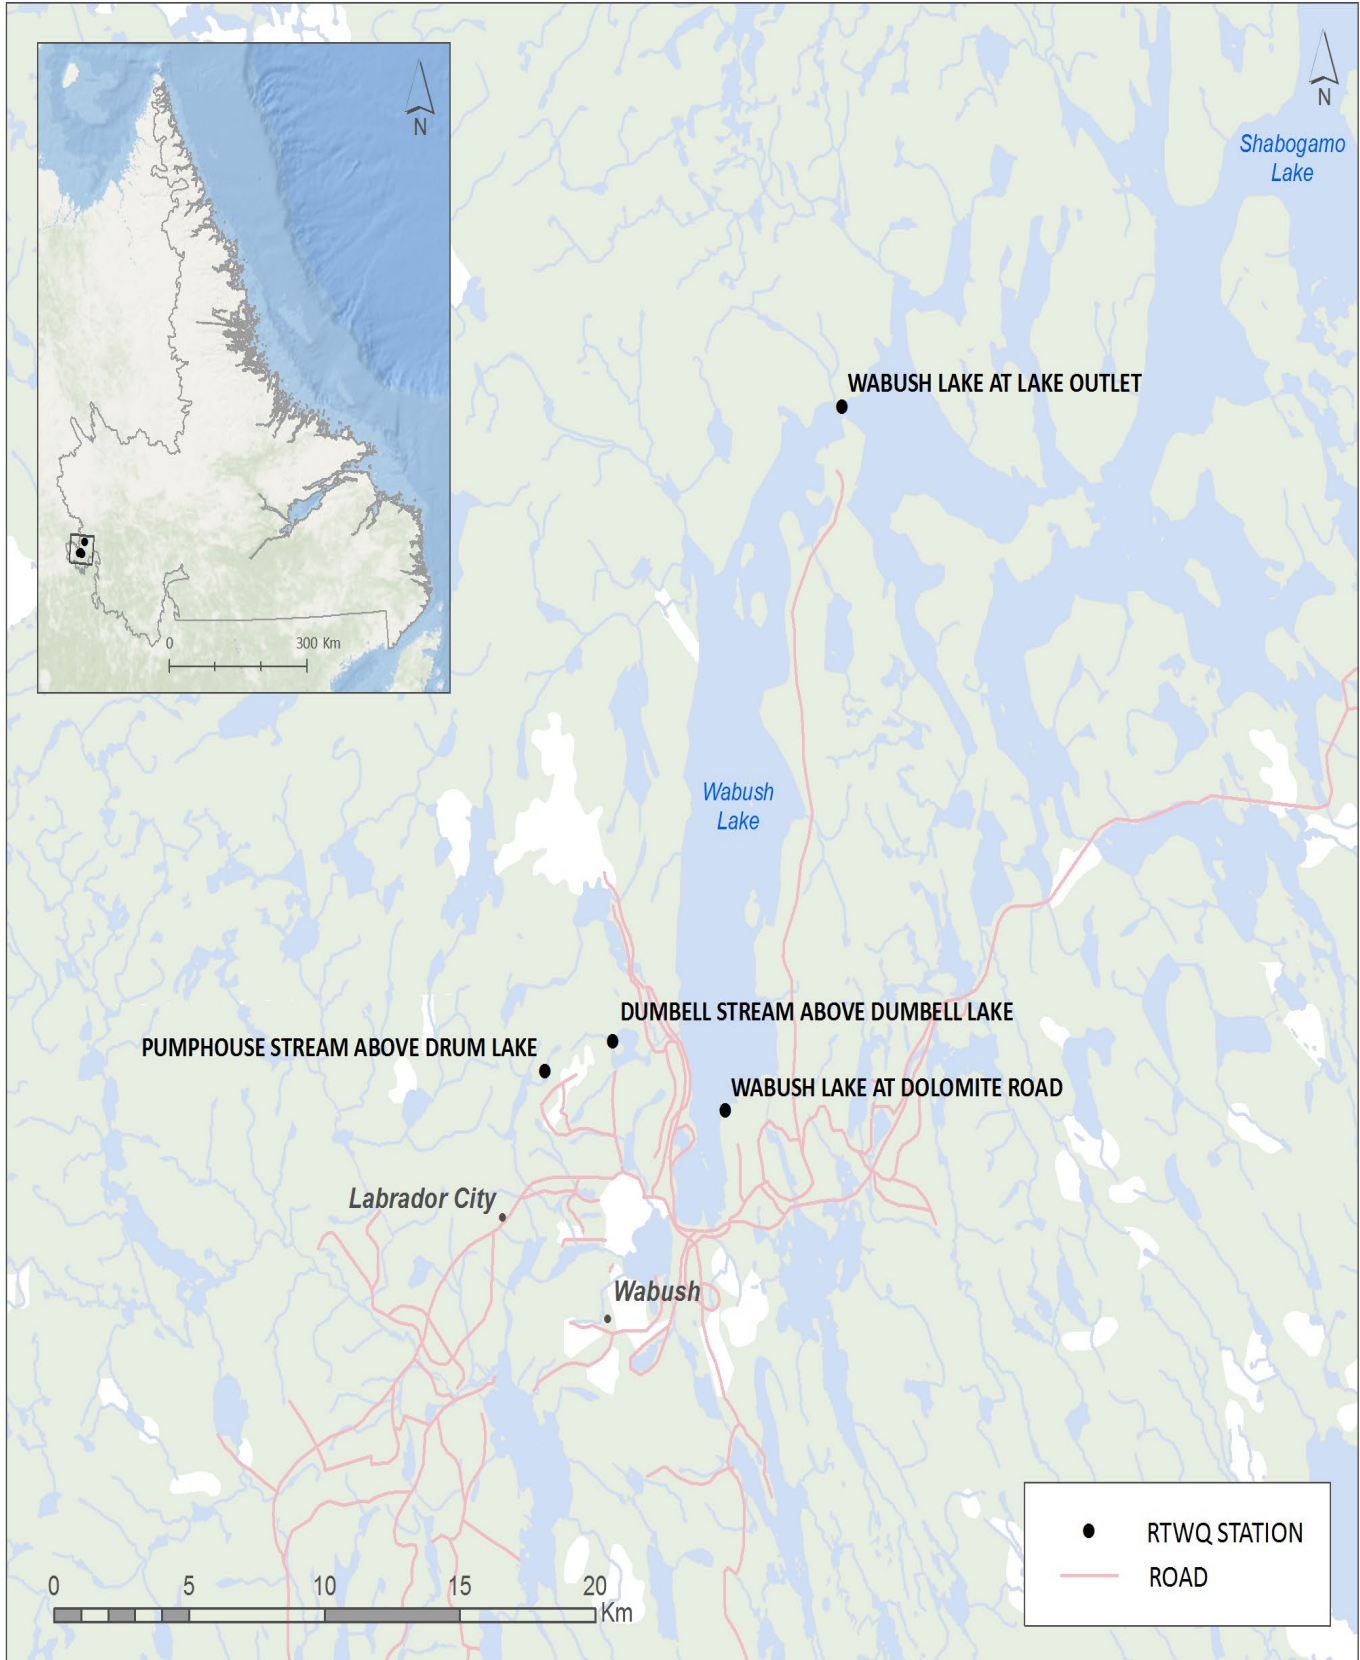 N
N
Shabogamo
Lake
WABUSH LAKE AT LAKE OUTLET
0 300 Km
Wabush
Lake
DUMBELL STREAM ABOVE DUMBELL LAKE
PUMPHOUSE STREAM ABOVE DRUM LAKE
WABUSH LAKE AT DOLOMITE ROAD
Labrador City
Wabush
RTWQ STATION
ROAD
0 5 10 15 20
Km